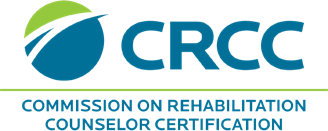 CRCC
COMMISSION ON REHABILITATION
COUNSELOR CERTIFICATION